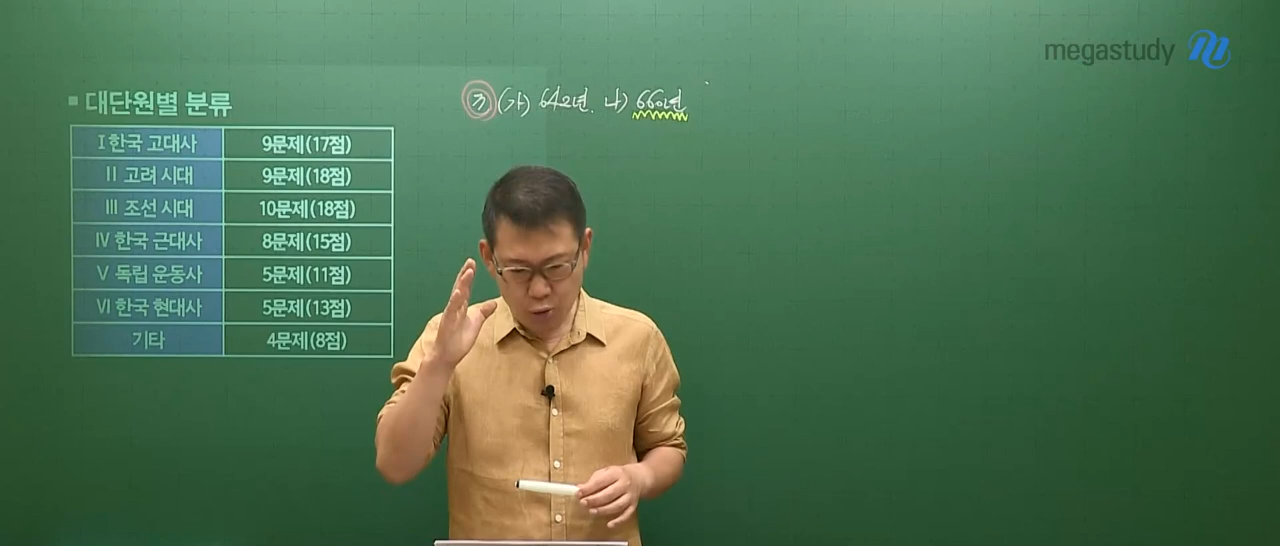 megastudy
■ 대단원별 분류
7. (가) 642년. 나) 660년
Ⅰ 한국 고대사 9문제(17점)
Ⅱ 고려 시대 9문제(18점)
Ⅲ 조선 시대 10문제(18점)
Ⅳ 한국 근대사 8문제(15점)
Ⅴ 독립 운동사 5문제(11점)
Ⅵ 한국 현대사 5문제(13점)
기타 4문제(8점)